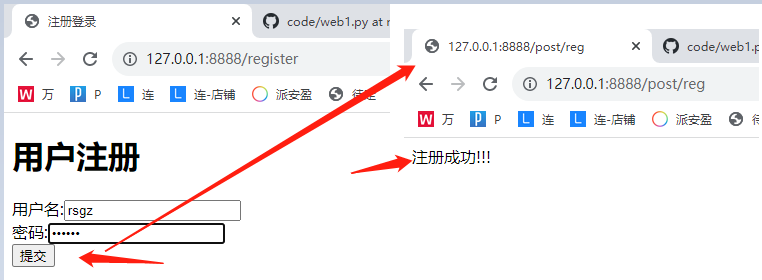 注册登录
code/web1.py at r
127.0.0.1:8888/register
万 P 连 连-店铺 派安盈
用户注册
用户名:rsgz
密码:••••••
提交
127.0.0.1:8888/post/reg
code/web1.p
127.0.0.1:8888/post/reg
万 P 连 连-店铺 派安盈
注册成功!!!